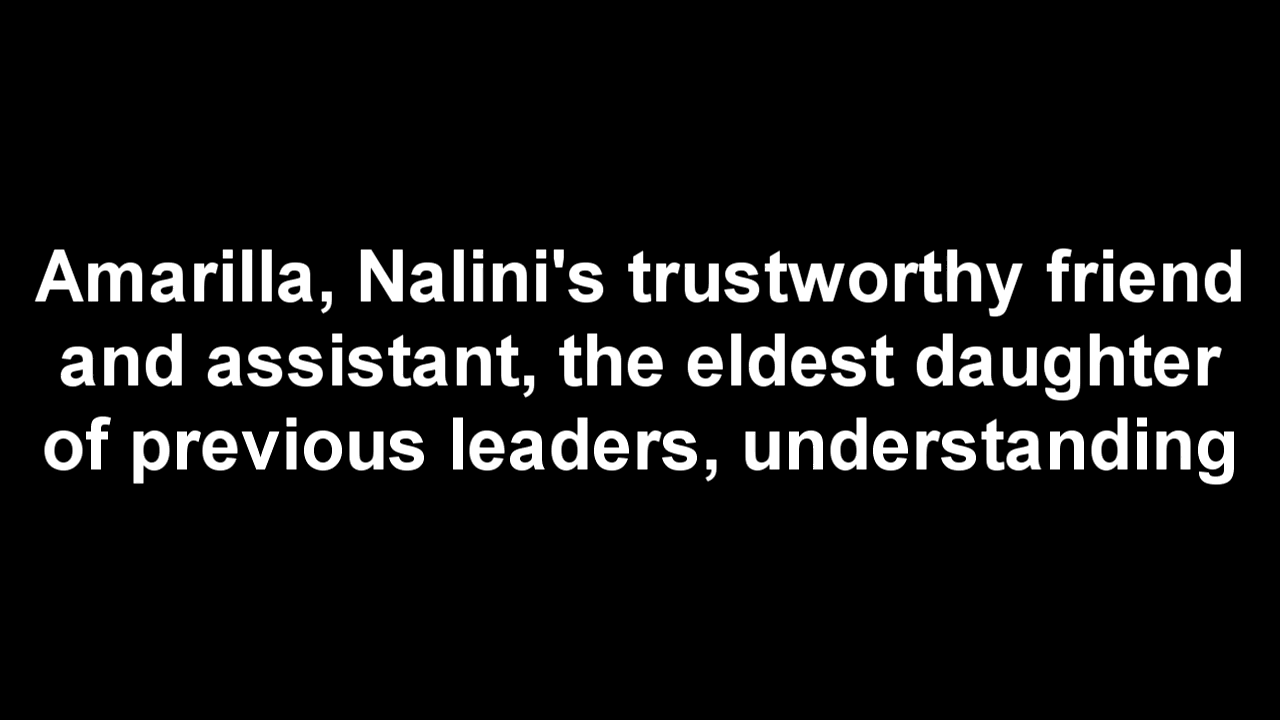 Amarilla, Nalini's trustworthy friend
and assistant, the eldest daughter
of previous leaders, understanding